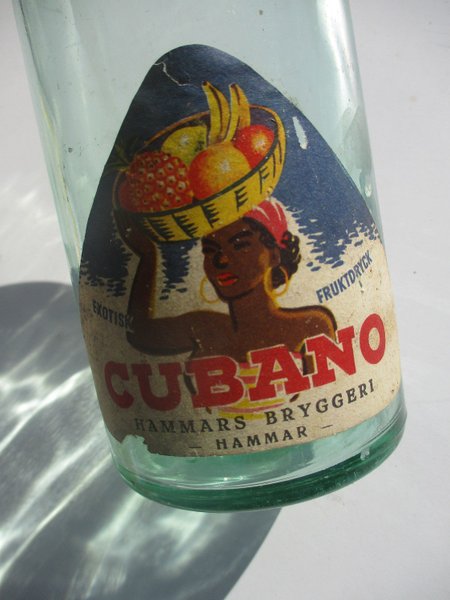 EXOTISK
FRUKTDRYCK
CUBANO
HAMMARS BRYGGERI
- HAMMAR -